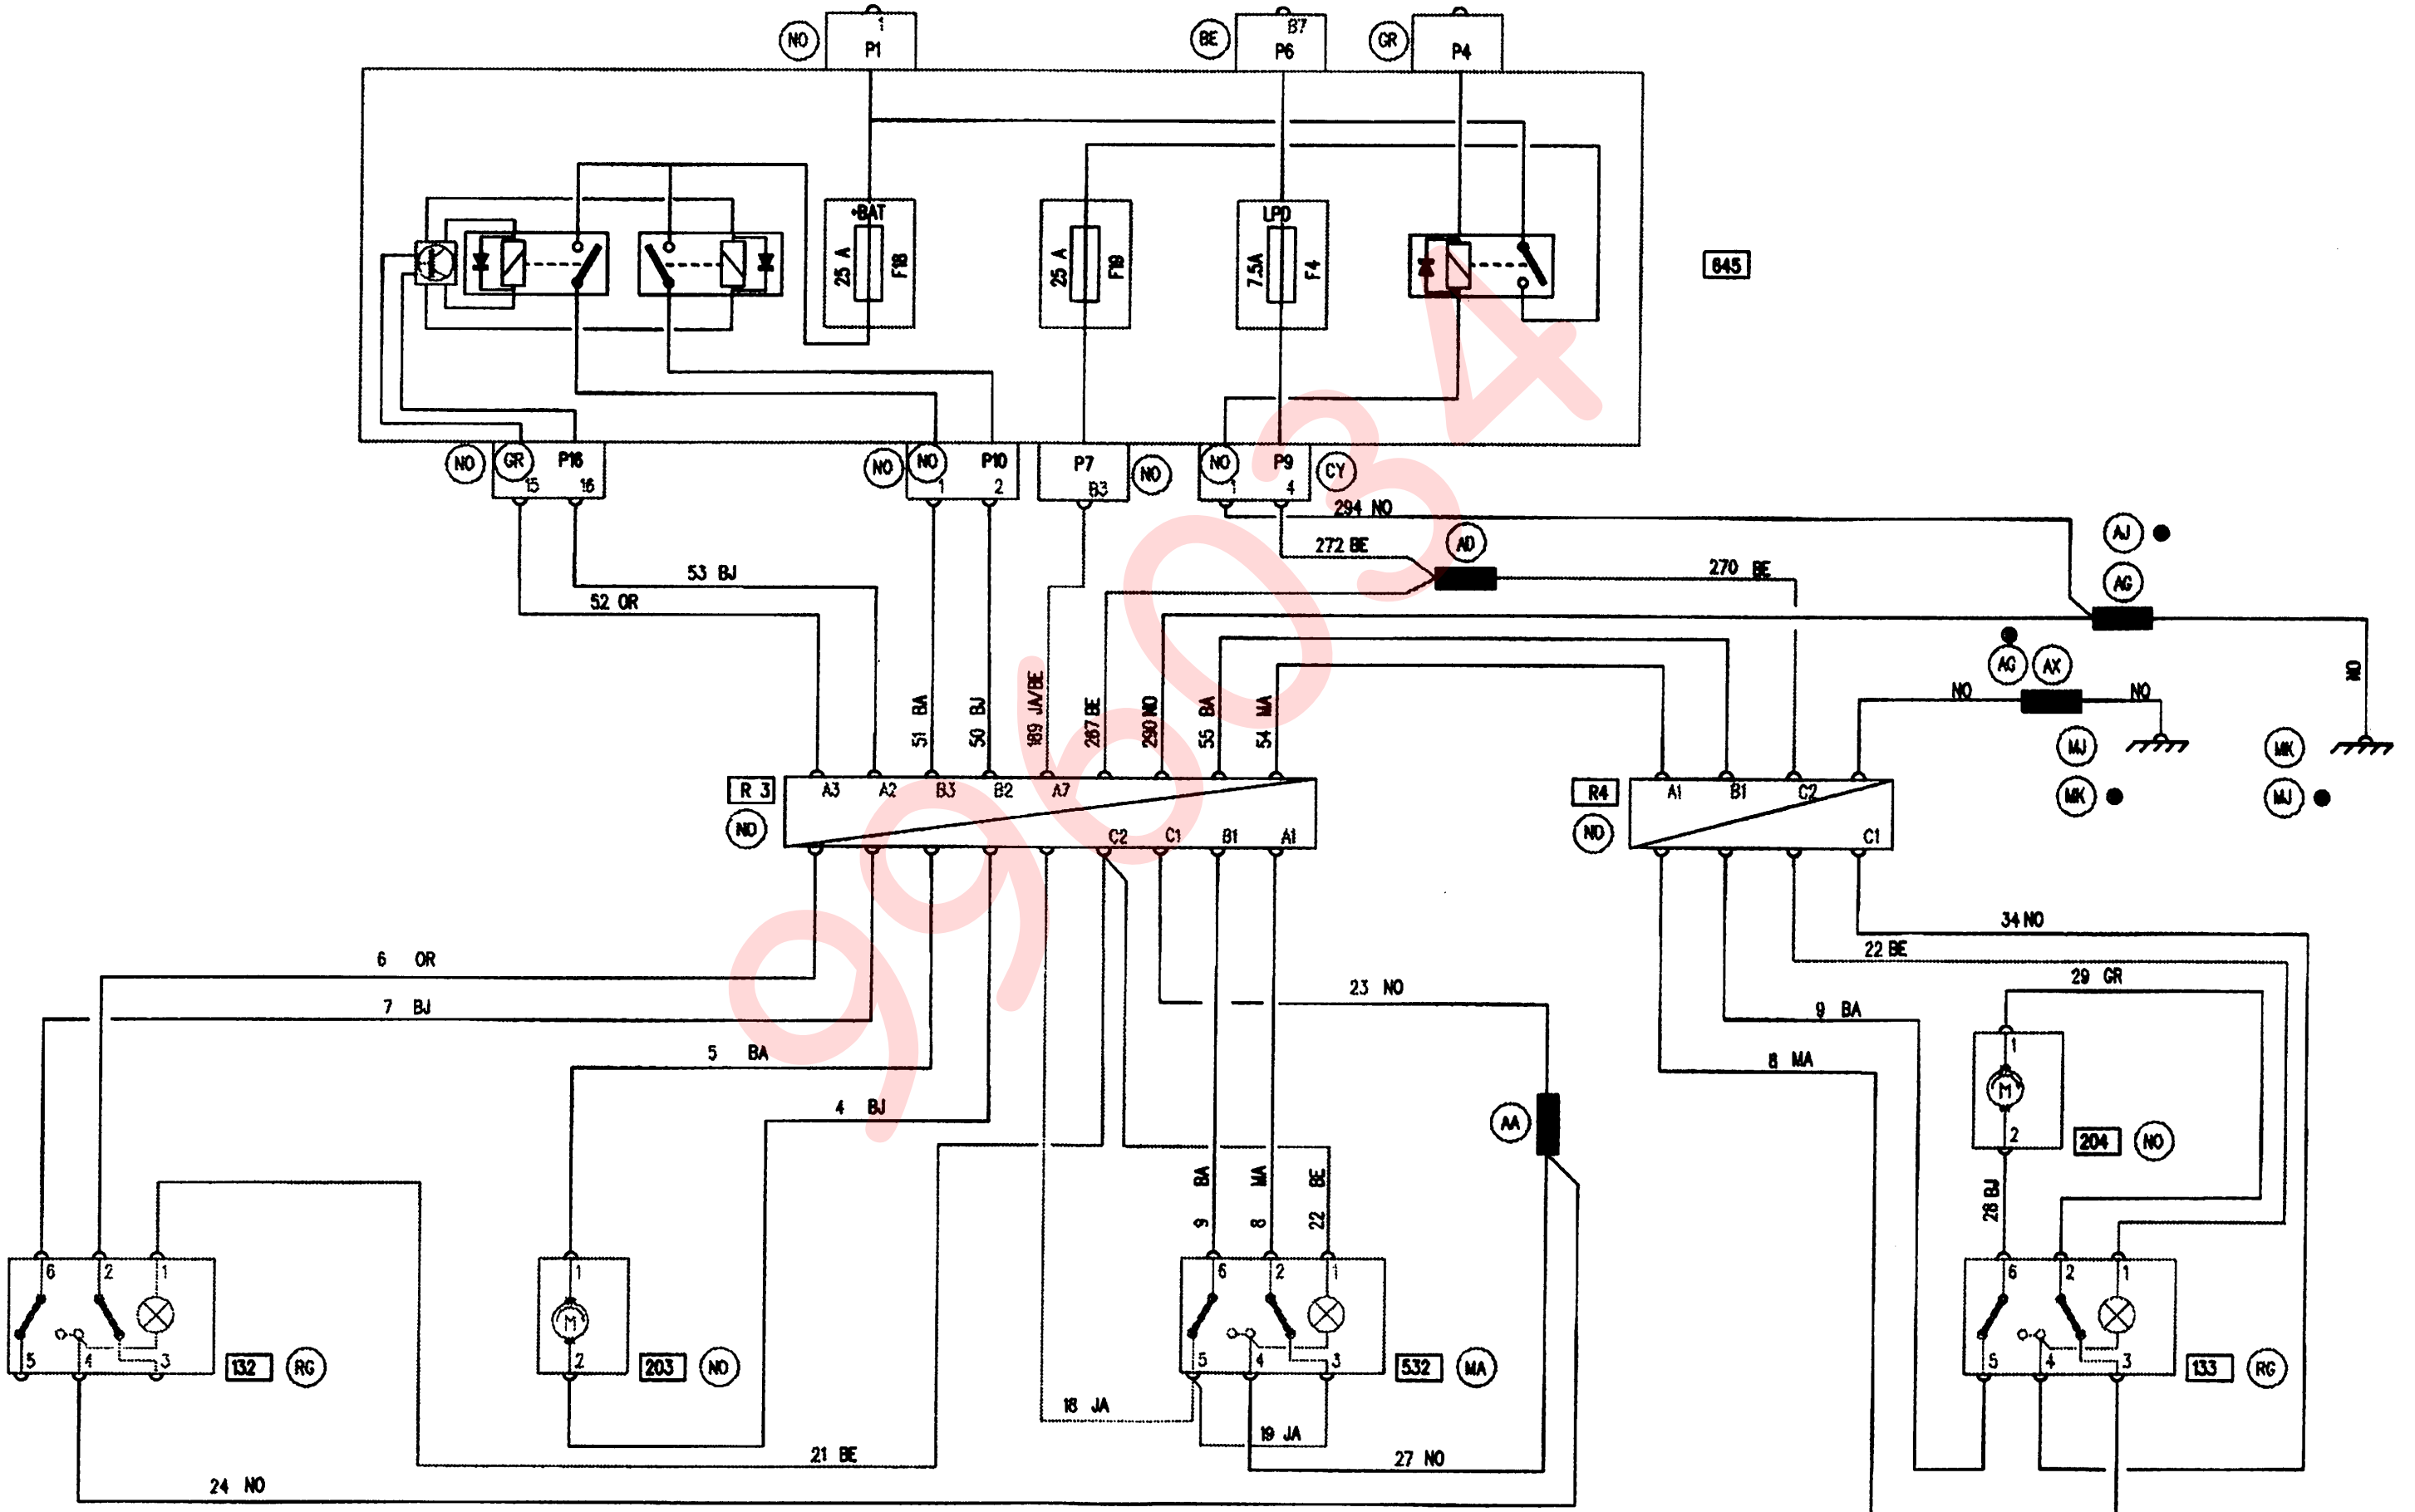 NO 1 P1 BE B7 P6 GR P4
+BAT LPD
25 A F18 25 A F19 7.5A F4
645
NO GR P16 NO NO P10 P7 NO NO P9 CY
15 16 1 2 B3 1 4
294 NO
AJ
272 BE AD
270 BE
AG
53 BJ
52 OR
AG AX
51 BA
50 BJ
169 JA/BE
267 BE
290 NO
55 BA
54 MA
NO NO
NO
MJ MK
MK MJ
R 3 A3 A2 B3 B2 A7
NO C2 C1 B1 A1
R4 A1 B1 C2
NO C1
34 NO
22 BE
6 OR
29 GR
23 NO
7 BJ
9 BA
5 BA
8 MA
4 BJ
AA
1
M
2
204 NO
9 BA
8 MA
22 BE
28 BJ
6 2 1
5 4 3
132 RG
1
M
2
203 NO
6 2 1
5 4 3
532 MA
6 2 1
5 4 3
133 RG
18 JA
19 JA
21 BE
27 NO
24 NO
996034